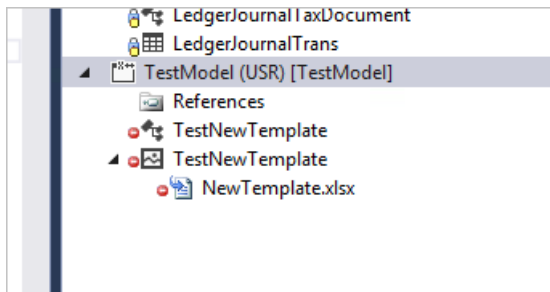 LedgerJournalTaxDocument
LedgerJournalTrans
TestModel (USR) [TestModel]
References
TestNewTemplate
TestNewTemplate
NewTemplate.xlsx